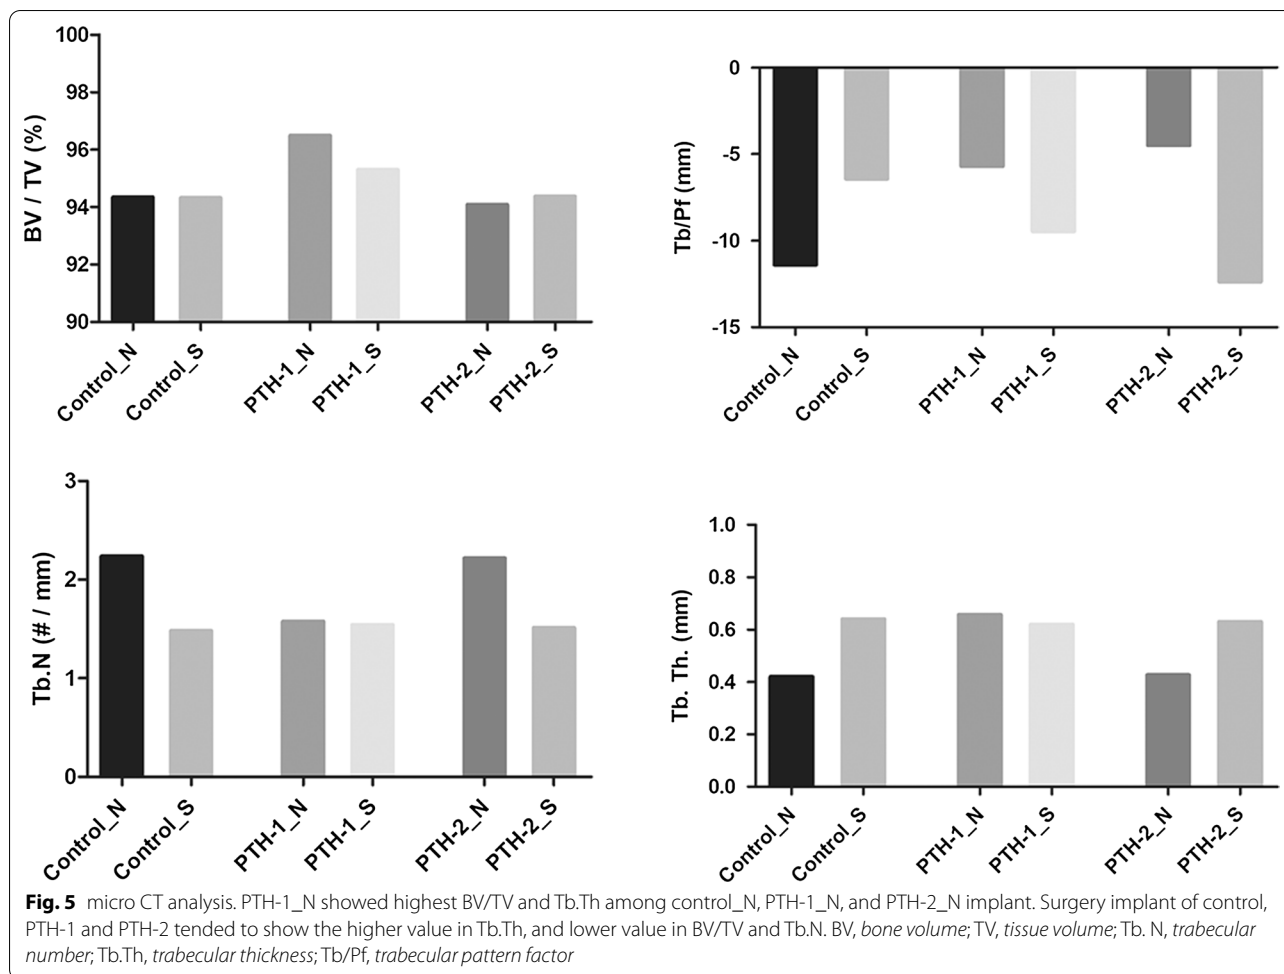 100
98
96
94
92
90
BV / TV (%)
Control_N
Control_S
PTH-1_N
PTH-1_S
PTH-2_N
PTH-2_S
0
-5
-10
-15
Tb/Pf (mm)
Control_N
Control_S
PTH-1_N
PTH-1_S
PTH-2_N
PTH-2_S
3
2
1
0
Tb.N (# / mm)
Control_N
Control_S
PTH-1_N
PTH-1_S
PTH-2_N
PTH-2_S
1.0
0.8
0.6
0.4
0.2
0.0
Tb. Th. (mm)
Control_N
Control_S
PTH-1_N
PTH-1_S
PTH-2_N
PTH-2_S
Fig. 5 micro CT analysis. PTH-1_N showed highest BV/TV and Tb.Th among control_N, PTH-1_N, and PTH-2_N implant. Surgery implant of control,
PTH-1 and PTH-2 tended to show the higher value in Tb.Th, and lower value in BV/TV and Tb.N. BV, bone volume; TV, tissue volume; Tb. N, trabecular
number; Tb.Th, trabecular thickness; Tb/Pf, trabecular pattern factor